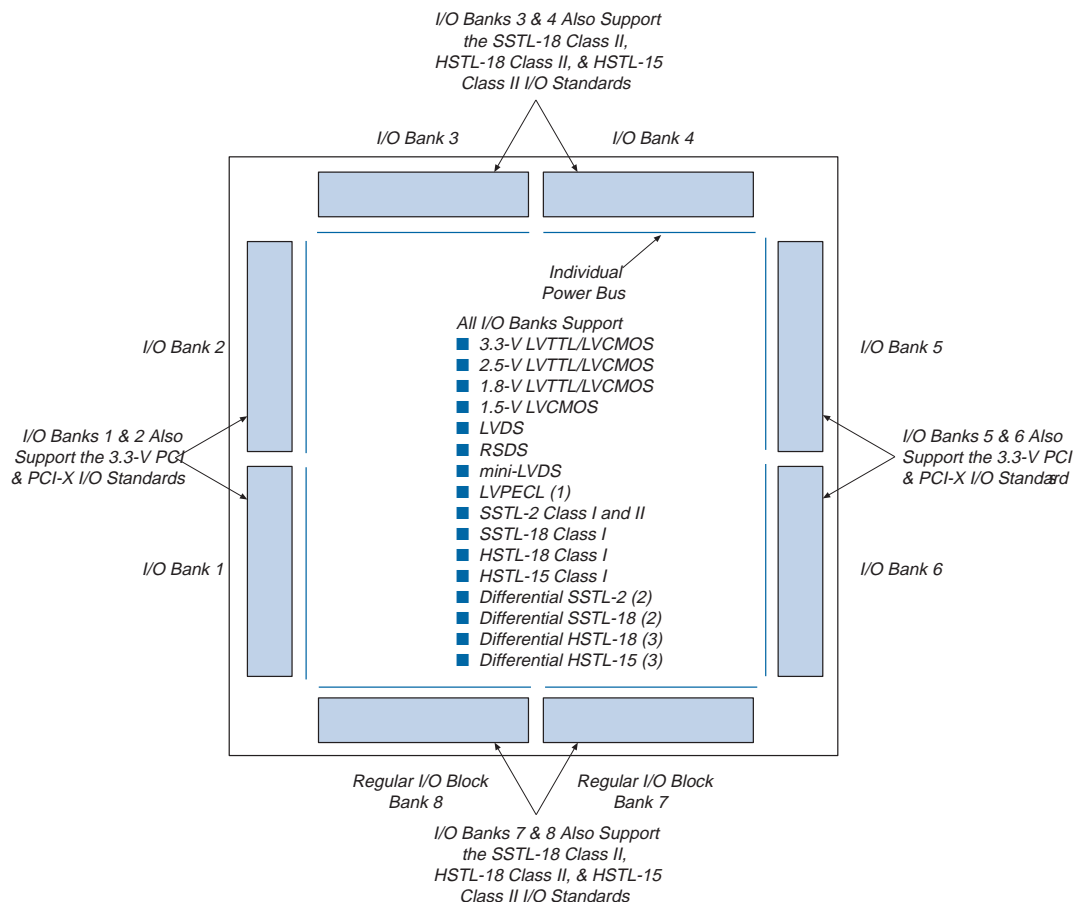 I/O Banks 3 & 4 Also Support
the SSTL-18 Class II,
HSTL-18 Class II, & HSTL-15
Class II I/O Standards
I/O Bank 3
I/O Bank 4
Individual
Power Bus
All I/O Banks Support
3.3-V LVTTL/LVCMOS
2.5-V LVTTL/LVCMOS
1.8-V LVTTL/LVCMOS
1.5-V LVCMOS
LVDS
RSDS
mini-LVDS
LVPECL (1)
SSTL-2 Class I and II
SSTL-18 Class I
HSTL-18 Class I
HSTL-15 Class I
Differential SSTL-2 (2)
Differential SSTL-18 (2)
Differential HSTL-18 (3)
Differential HSTL-15 (3)
I/O Bank 2
I/O Banks 1 & 2 Also
Support the 3.3-V PCI
& PCI-X I/O Standards
I/O Bank 1
I/O Bank 5
I/O Banks 5 & 6 Also
Support the 3.3-V PCI
& PCI-X I/O Standards
I/O Bank 6
Regular I/O Block
Bank 8
Regular I/O Block
Bank 7
I/O Banks 7 & 8 Also Support
the SSTL-18 Class II,
HSTL-18 Class II, & HSTL-15
Class II I/O Standards